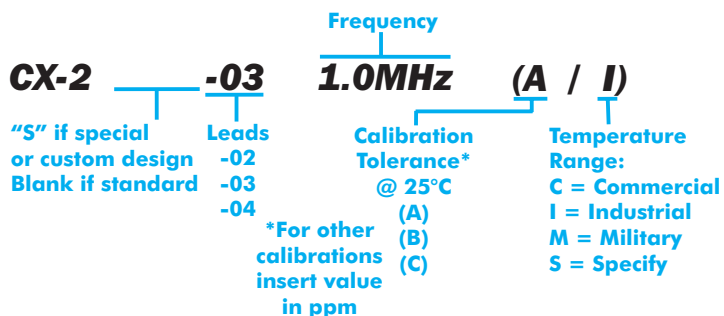 Frequency
CX-2 -03 1.0MHz (A / I)
“S” if special
or custom design
Blank if standard
Leads
-02
-03
-04
Calibration
Tolerance*
@ 25°C
(A)
(B)
(C)
*For other
calibrations
insert value
in ppm
Temperature
Range:
C = Commercial
I = Industrial
M = Military
S = Specify